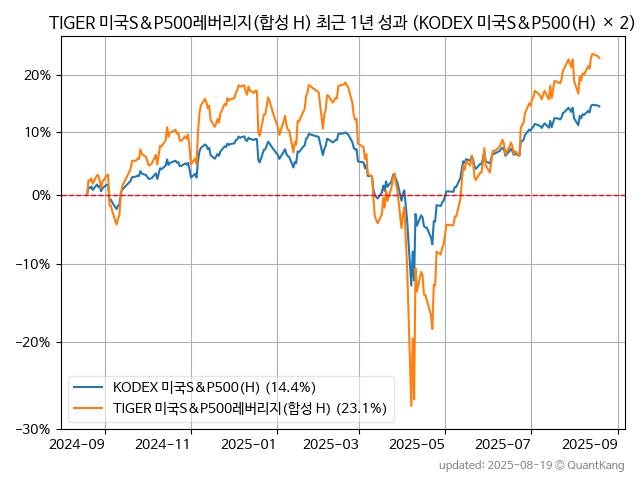 TIGER 미국S&P500레버리지(합성 H) 최근 1년 성과 (KODEX 미국S&P500(H) × 2)
20%
10%
0%
-10%
-20%
-30%
KODEX 미국S&P500(H) (14.4%)
TIGER 미국S&P500레버리지(합성 H) (23.1%)
2024-09 2024-11 2025-01 2025-03 2025-05 2025-07 2025-09
updated: 2025-08-19 © QuantKang